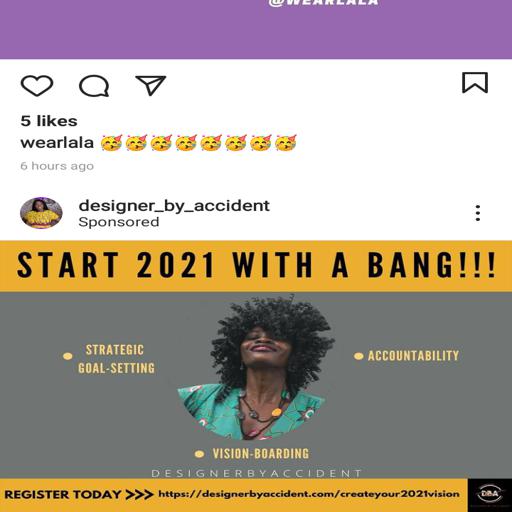 @WEARLALA
5 likes
wearlala 🥳🥳🥳🥳🥳🥳🥳🥳
6 hours ago
designer_by_accident
Sponsored
START 2021 WITH A BANG!!!
STRATEGIC
GOAL-SETTING
ACCOUNTABILITY
VISION-BOARDING
DESIGNERBYACCIDENT
REGISTER TODAY >>> https://designerbyaccident.com/createyour2021vision
DBA